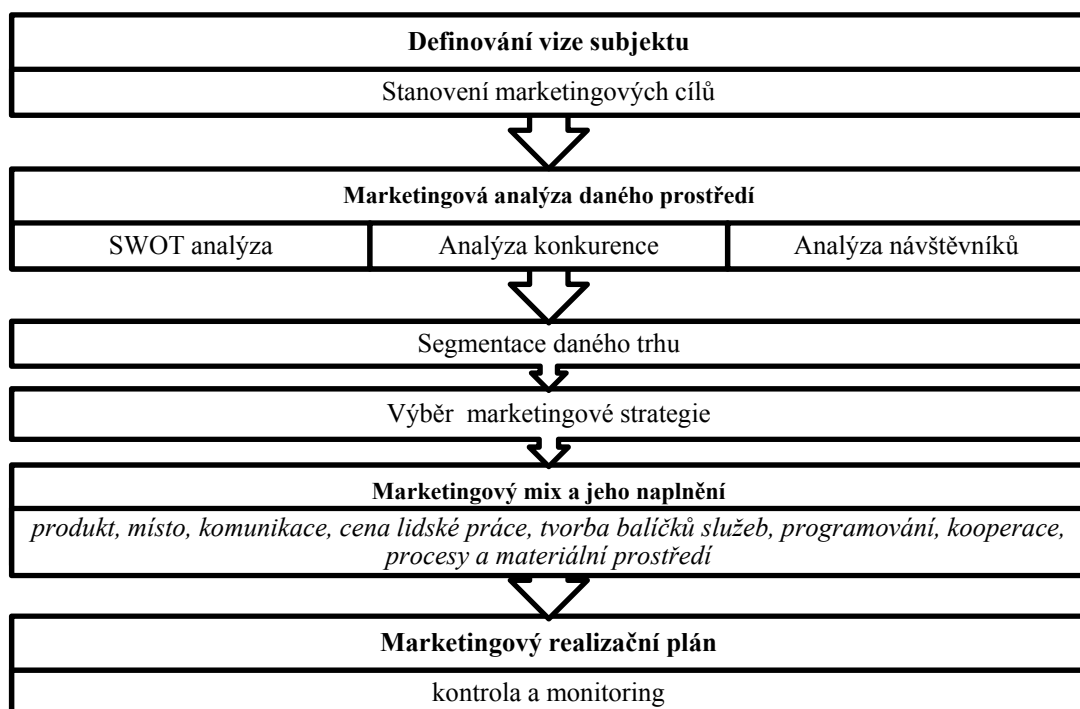 Definování vize subjektu
Stanovení marketingových cílů
Marketingová analýza daného prostředí
SWOT analýza
Analýza konkurence
Analýza návštěvníků
Segmentace daného trhu
Výběr marketingové strategie
Marketingový mix a jeho naplnění
produkt, místo, komunikace, cena lidské práce, tvorba balíčků služeb, programování, kooperace,
procesy a materiální prostředí
Marketingový realizační plán
kontrola a monitoring